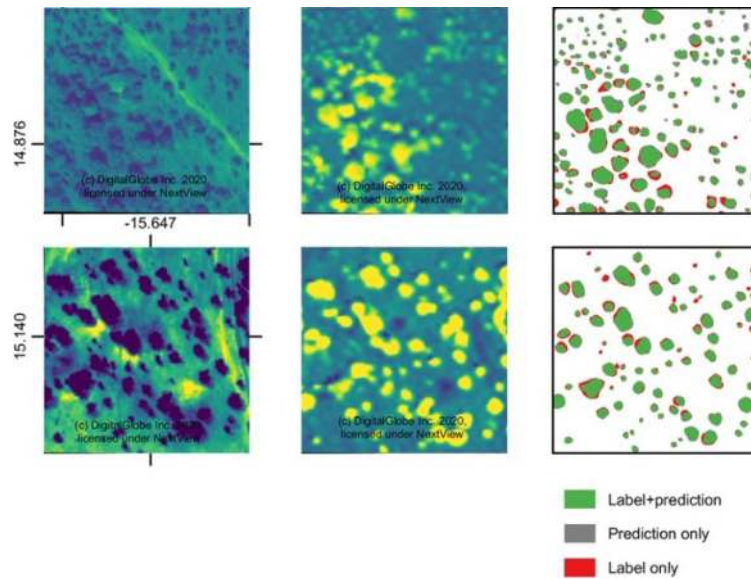 14.876
(c) DigitalGlobe Inc. 2020,
licensed under NextView
(c) DigitalGlobe Inc. 2020,
licensed under NextView
-15.647
15.140
(c) DigitalGlobe Inc. 2020,
licensed under NextView
(c) DigitalGlobe Inc. 2020,
licensed under NextView
Label+prediction
Prediction only
Label only